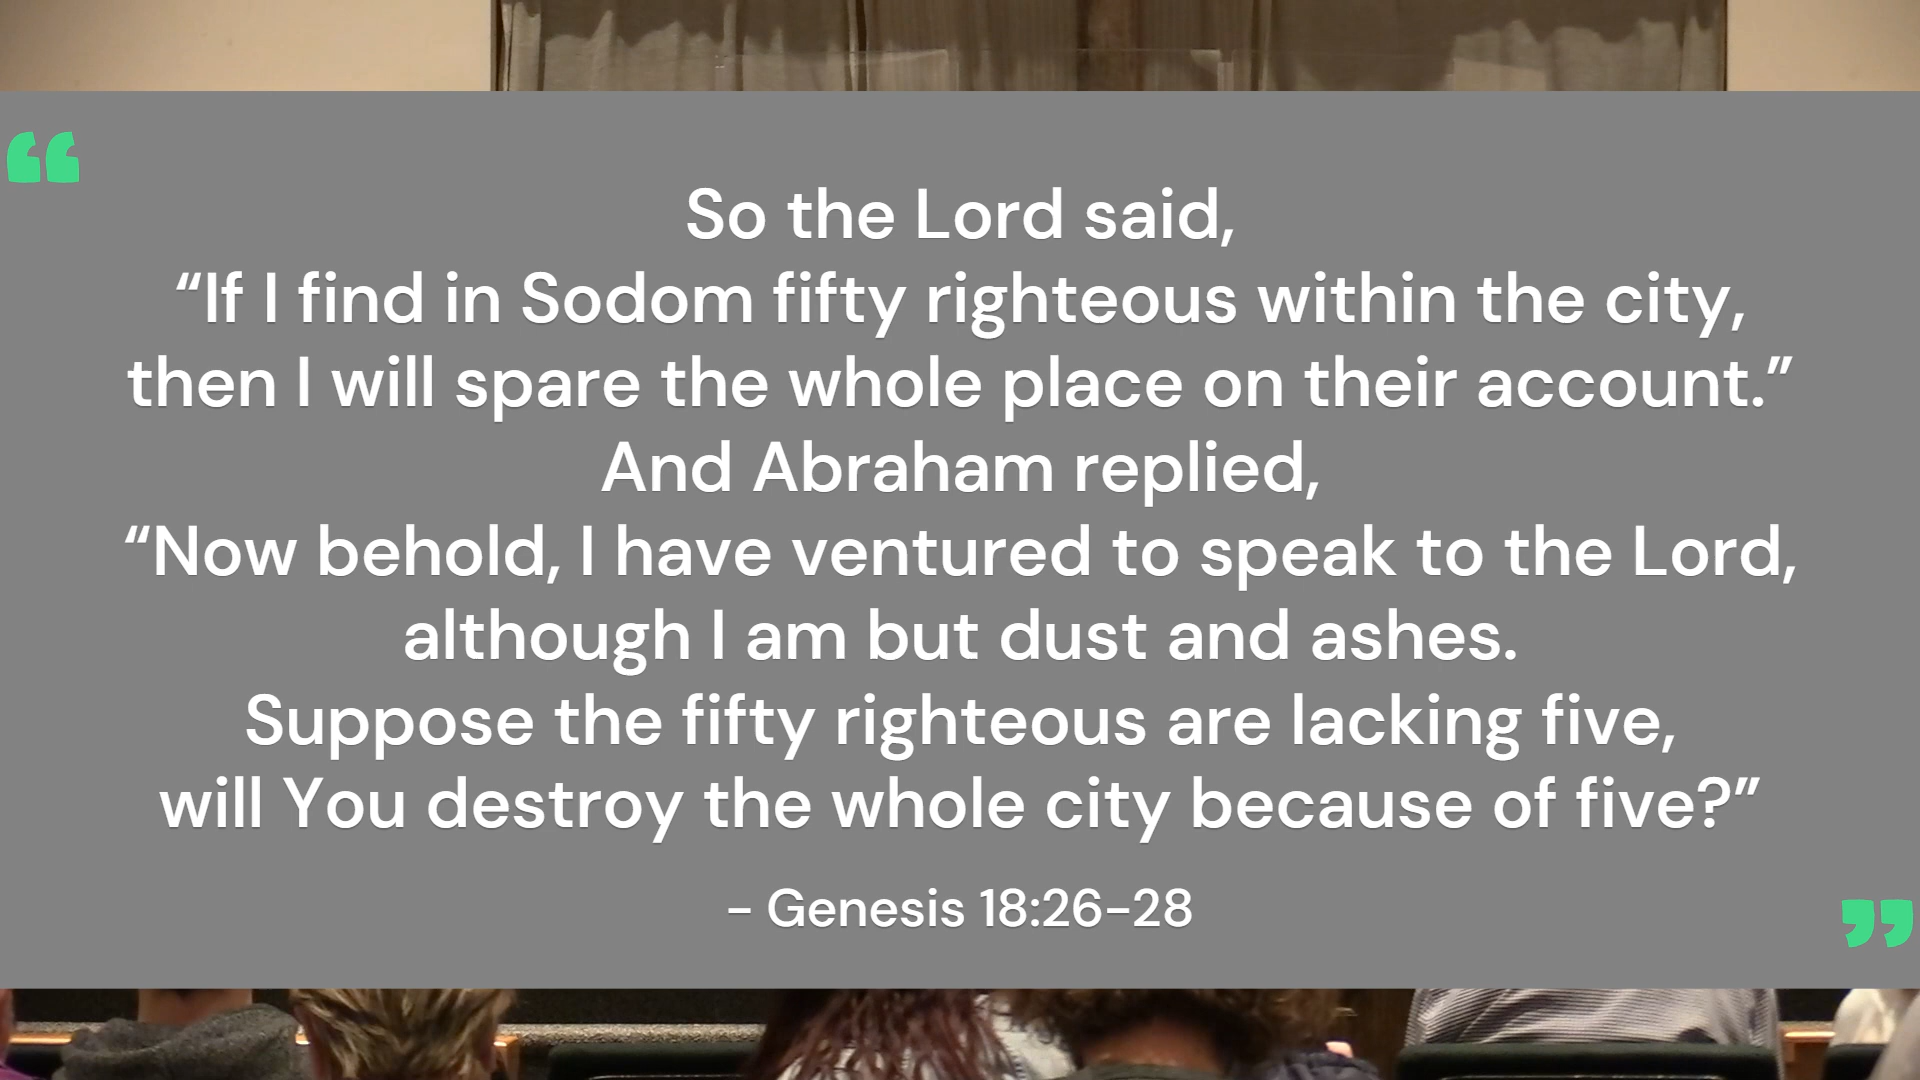 “
So the Lord said,
“If I find in Sodom fifty righteous within the city,
then I will spare the whole place on their account.”
And Abraham replied,
“Now behold, I have ventured to speak to the Lord,
although I am but dust and ashes.
Suppose the fifty righteous are lacking five,
will You destroy the whole city because of five?”
- Genesis 18:26-28
”